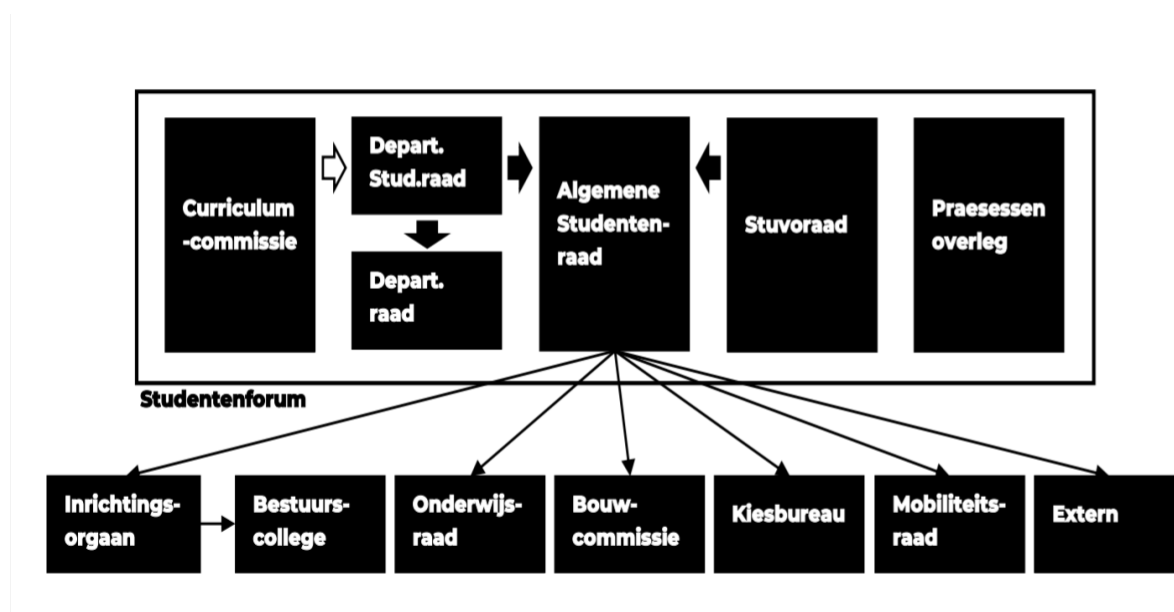 Curriculum
-commissie
Depart.
Stud.raad
Depart.
raad
Algemene
Studenten-
raad
Stuvoraad
Praesessen
overleg
Studentenforum
Inrichtings-
orgaan
Bestuurs-
college
Onderwijs-
raad
Bouw-
commissie
Kiesbureau
Mobiliteits-
raad
Extern